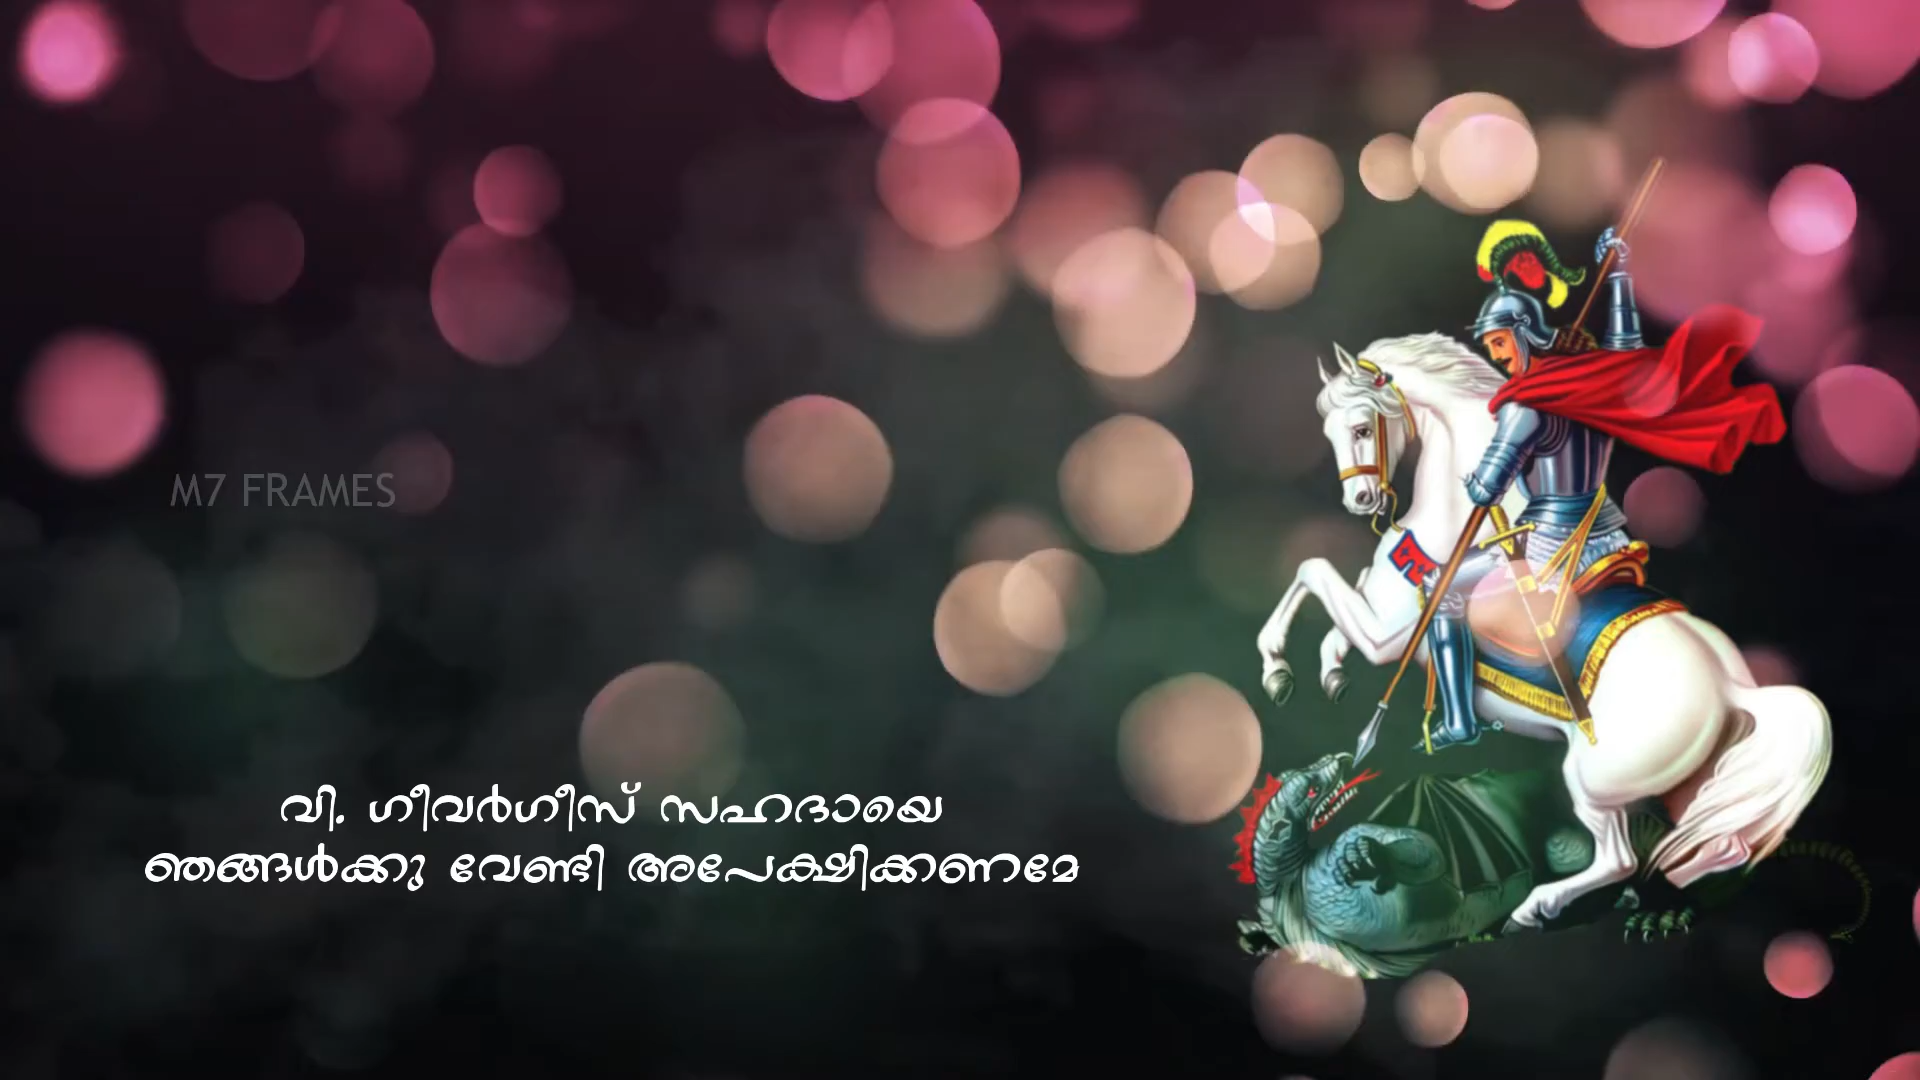 M7 FRAMES
വി. ഗീവർഗീസ് സഹദായെ
ഞങ്ങൾക്കു വേണ്ടി അപേക്ഷിക്കണമേ